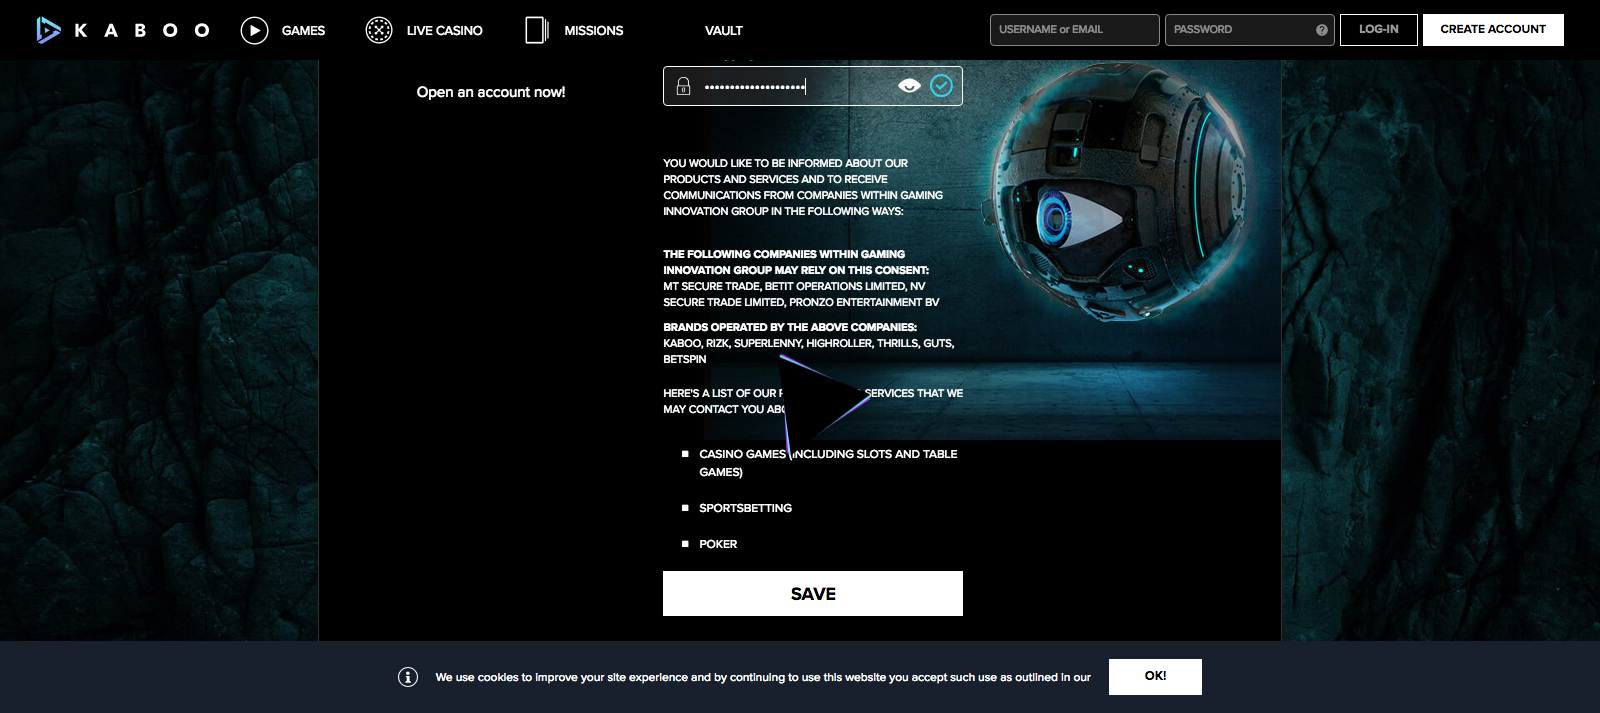 KABOO
GAMES
LIVE CASINO
MISSIONS
VAULT
USERNAME or EMAIL
PASSWORD
?
LOG-IN
CREATE ACCOUNT
Open an account now!
YOU WOULD LIKE TO BE INFORMED ABOUT OUR
PRODUCTS AND SERVICES AND TO RECEIVE
COMMUNICATIONS FROM COMPANIES WITHIN GAMING
INNOVATION GROUP IN THE FOLLOWING WAYS:
THE FOLLOWING COMPANIES WITHIN GAMING
INNOVATION GROUP MAY RELY ON THIS CONSENT:
MT SECURE TRADE, BETIT OPERATIONS LIMITED, NV
SECURE TRADE LIMITED, PRONZO ENTERTAINMENT BV
BRANDS OPERATED BY THE ABOVE COMPANIES:
KABOO, RIZK, SUPERLENNY, HIGHROLLER, THRILLS, GUTS,
BETSPIN
HERE'S A LIST OF OUR SERVICES THAT WE
MAY CONTACT YOU
CASINO GAMES (INCLUDING SLOTS AND TABLE
GAMES)
SPORTSBETTING
POKER
SAVE
We use cookies to improve your site experience and by continuing to use this website you accept such use as outlined in our
OK!